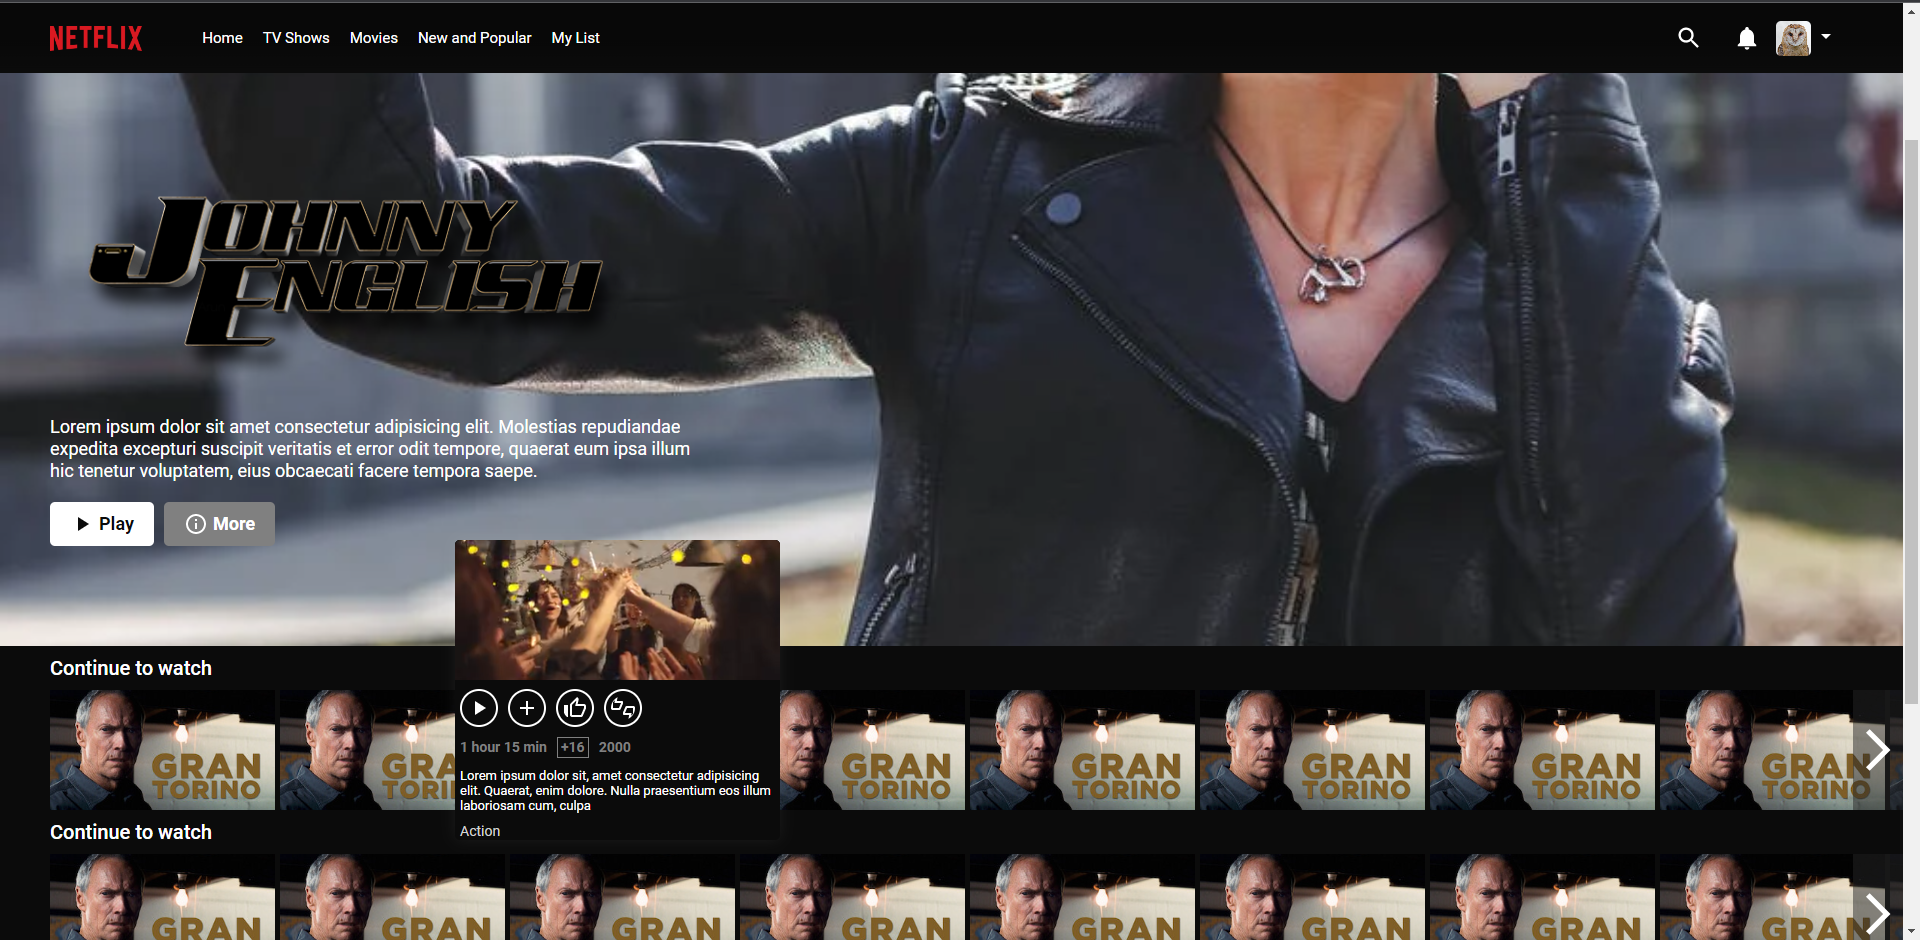 NETFLIX
Home TV Shows Movies New and Popular My List
JOHNNY
ENGLISH
Lorem ipsum dolor sit amet consectetur adipisicing elit. Molestias repudiandae
expedita excepturi suscipit veritatis et error odit tempore, quaerat eum ipsa illum
hic tenetur voluptatem, eius obcaecati facere tempora saepe.
Play More
Continue to watch
GRAN
TORINO
GRA
TORI
GRAN
TORINO
GRAN
TORINO
GRAN
TORINO
GRAN
TORINO
GRAN
TORINO
1 hour 15 min +16 2000
Lorem ipsum dolor sit, amet consectetur adipisicing
elit. Quaerat, enim dolore. Nulla praesentium eos illum
laboriosam cum, culpa
Action
Continue to watch
GRAN GRAN GRAN GRAN GRAN GRAN GRAN GRAN